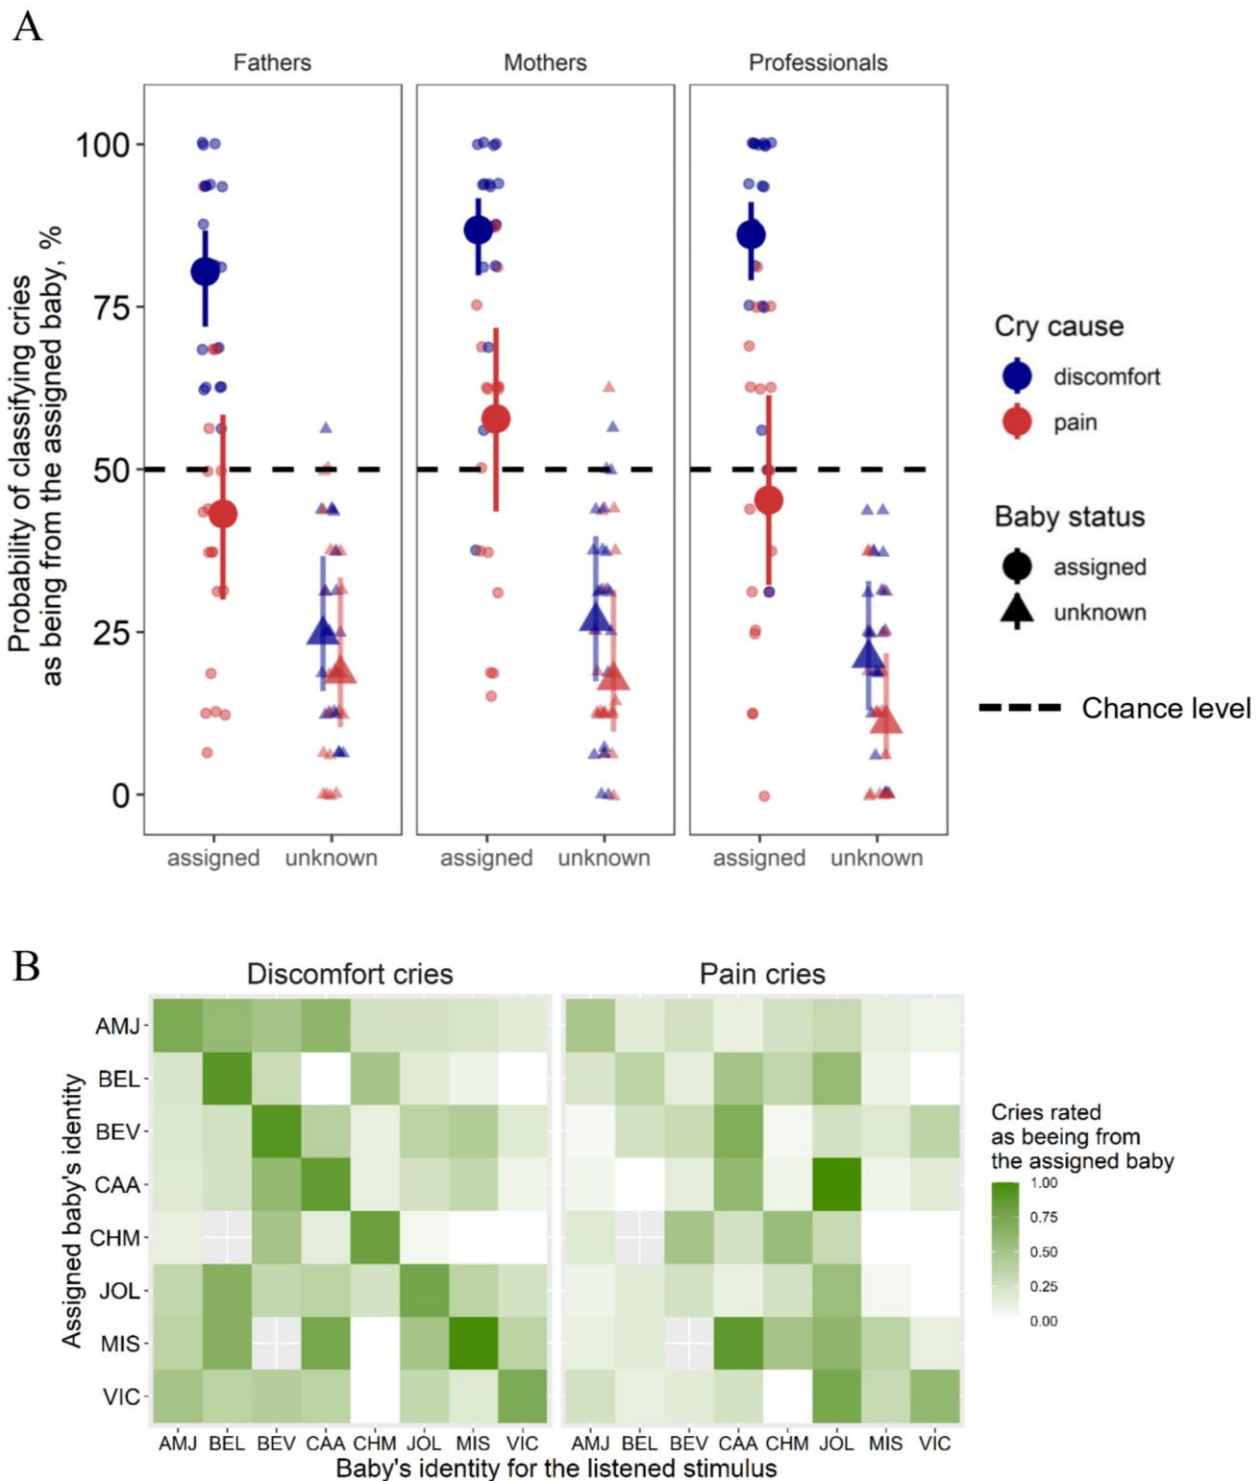 A
Fathers
Mothers
Professionals
Probability of classifying cries
as being from the assigned baby, %
100
75
50
25
0
assigned
unknown
assigned
unknown
assigned
unknown
Cry cause
discomfort
pain
Baby status
assigned
unknown
Chance level
B
Discomfort cries
Pain cries
Assigned baby's identity
AMJ
BEL
BEV
CAA
CHM
JOL
MIS
VIC
AMJ BEL BEV CAA CHM JOL MIS VIC
AMJ BEL BEV CAA CHM JOL MIS VIC
Baby's identity for the listened stimulus
Cries rated
as beeing from
the assigned baby
1.00
0.75
0.50
0.25
0.00